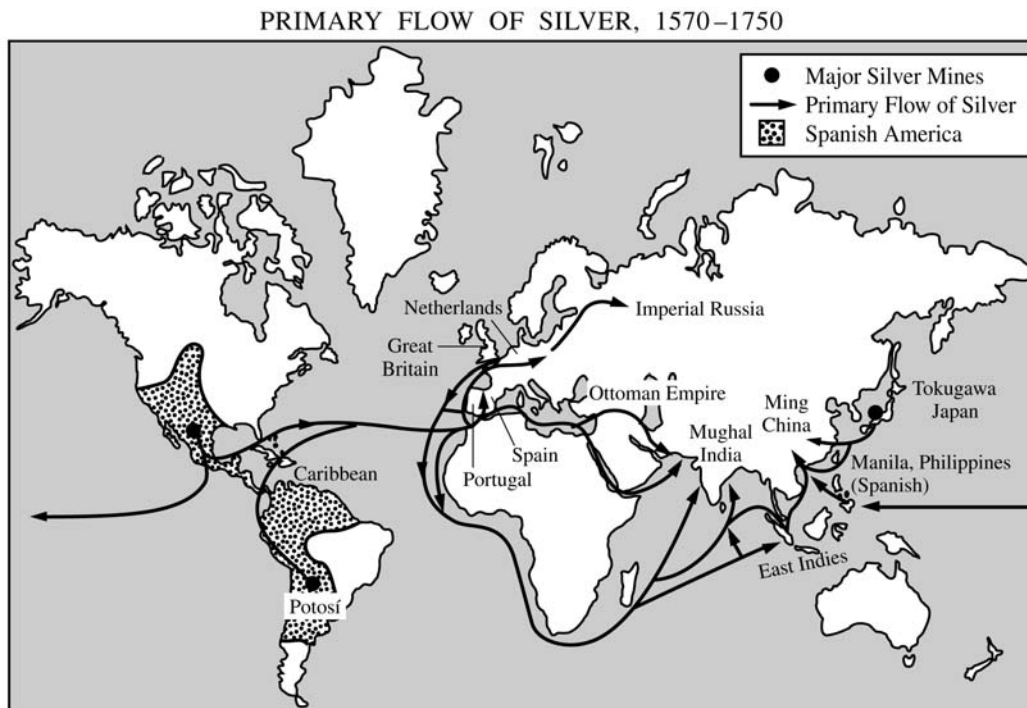 PRIMARY FLOW OF SILVER, 1570–1750
Major Silver Mines
Primary Flow of Silver
Spanish America
Netherlands
Imperial Russia
Great
Britain
Ottoman Empire
Tokugawa
Japan
Ming
China
Mughal
India
Spain
Portugal
Caribbean
Manila, Philippines
(Spanish)
East Indies
Potosí